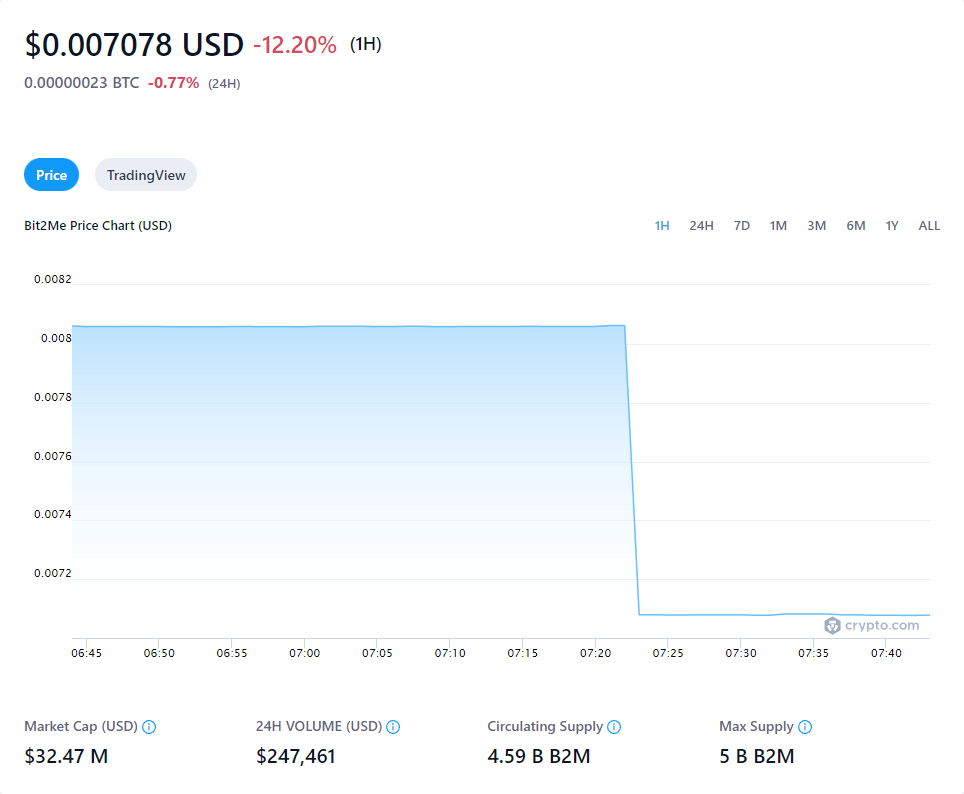 $0.007078 USD -12.20% (1H)
0.00000023 BTC -0.77% (24H)
Price TradingView
Bit2Me Price Chart (USD) 1H 24H 7D 1M 3M 6M 1Y ALL
0.0082
0.008
0.0078
0.0076
0.0074
0.0072
crypto.com
06:45 06:50 06:55 07:00 07:05 07:10 07:15 07:20 07:25 07:30 07:35 07:40
Market Cap (USD) 24H VOLUME (USD) Circulating Supply Max Supply
$32.47 M $247,461 4.59 B B2M 5 B B2M